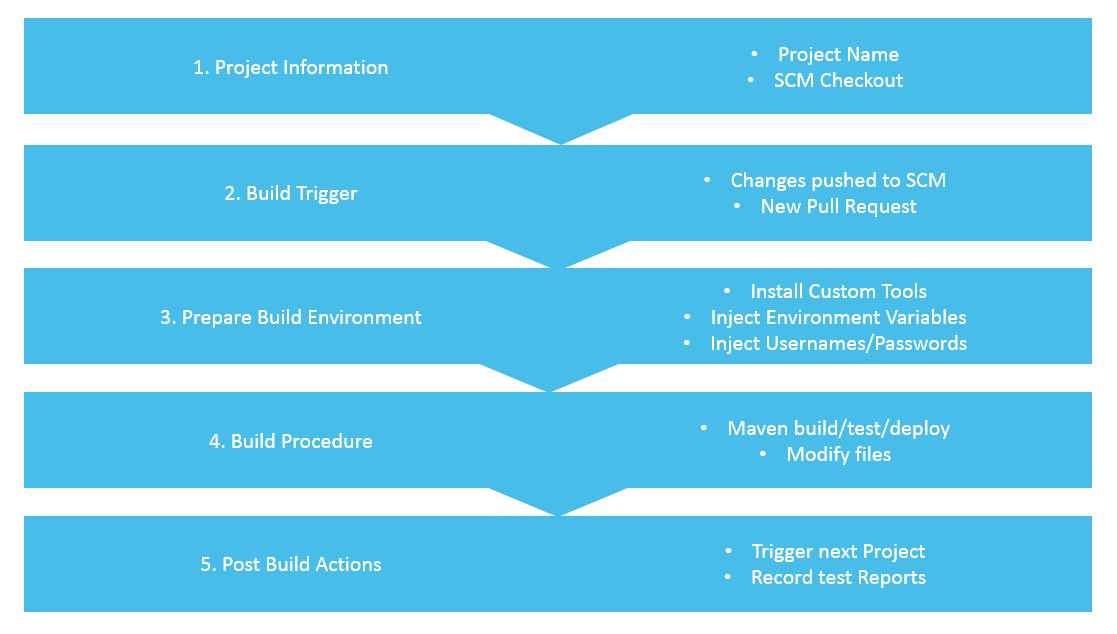 1. Project Information
• Project Name
• SCM Checkout
2. Build Trigger
• Changes pushed to SCM
• New Pull Request
3. Prepare Build Environment
• Install Custom Tools
• Inject Environment Variables
• Inject Usernames/Passwords
4. Build Procedure
• Maven build/test/deploy
• Modify files
5. Post Build Actions
• Trigger next Project
• Record test Reports